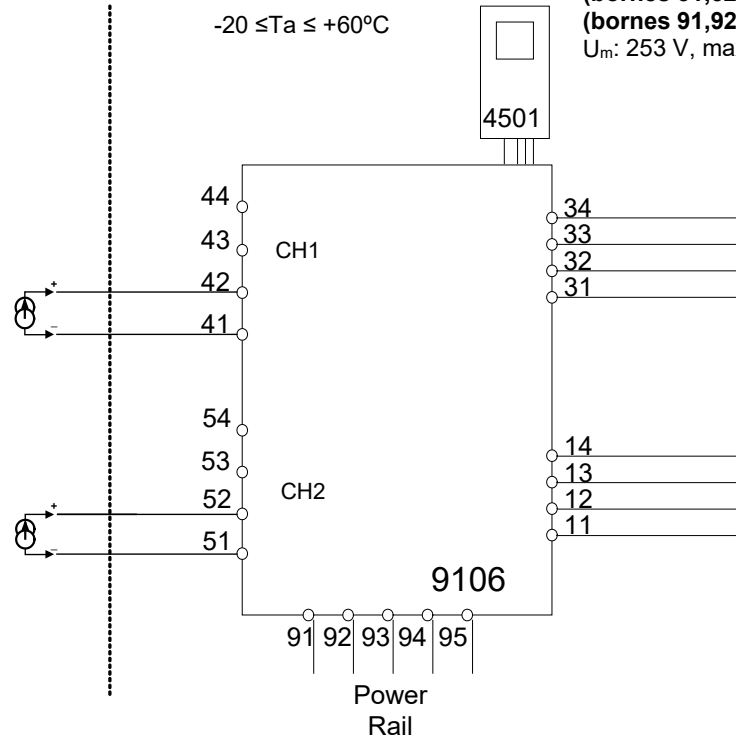 (bornes 91,92
-20 ≤Ta ≤ +60ºC
Uₘ: 253 V, ma
4501
44
34
43
CH1
33
42
32
+
31
41
–
54
14
53
13
52
CH2
12
+
11
51
–
9106
91 92 93 94 95
Power
Rail